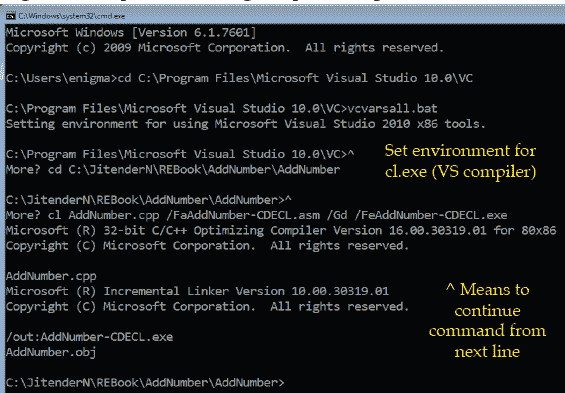 C:\Windows\system32\cmd.exe
Microsoft Windows [Version 6.1.7601]
Copyright (c) 2009 Microsoft Corporation.  All rights reserved.
C:\Users\enigma>cd C:\Program Files\Microsoft Visual Studio 10.0\VC
C:\Program Files\Microsoft Visual Studio 10.0\VC>vcvarsall.bat
Setting environment for using Microsoft Visual Studio 2010 x86 tools.
C:\Program Files\Microsoft Visual Studio 10.0\VC>^
More? cd C:\JitenderN\REBook\AddNumber\AddNumber
Set environment for
cl.exe (VS compiler)
C:\JitenderN\REBook\AddNumber\AddNumber>^
More? cl AddNumber.cpp /FaAddNumber-CDECL.asm /Gd /FeAddNumber-CDECL.exe
Microsoft (R) 32-bit C/C++ Optimizing Compiler Version 16.00.30319.01 for 80x86
Copyright (C) Microsoft Corporation.  All rights reserved.
AddNumber.cpp
Microsoft (R) Incremental Linker Version 10.00.30319.01
Copyright (C) Microsoft Corporation.  All rights reserved.
^ Means to
continue
command from
next line
/out:AddNumber-CDECL.exe
AddNumber.obj
C:\JitenderN\REBook\AddNumber\AddNumber>